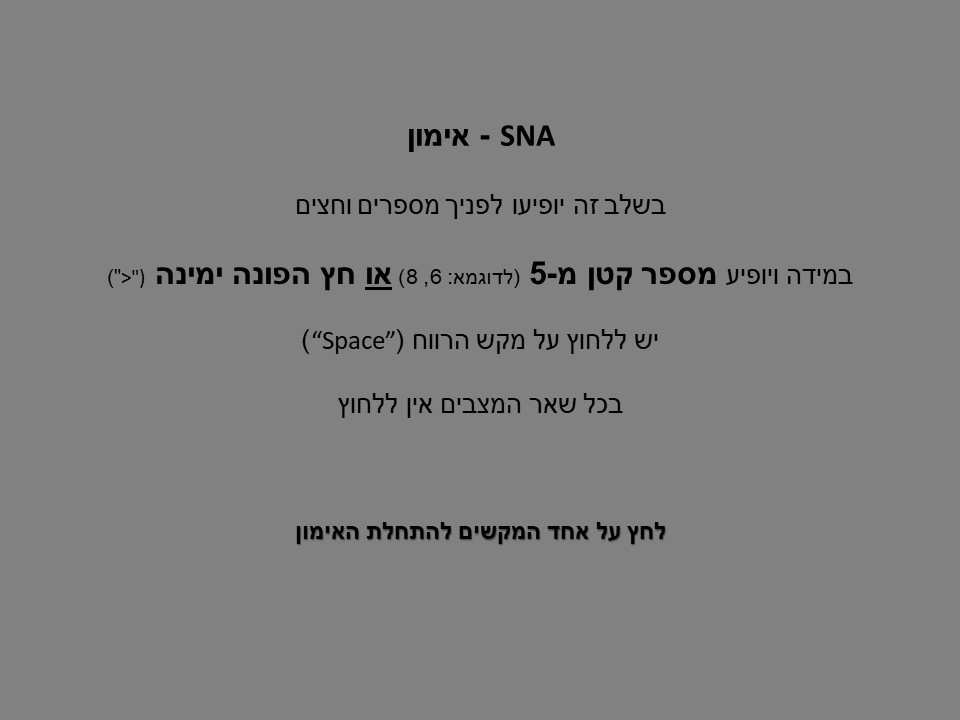 SNA - אימון
בשלב זה יופיעו לפניך מספרים וחצים
במידה ויופיע מספר קטן מ-5 (לדוגמא: 6, 8) או חץ הפונה ימינה (">")
יש ללחוץ על מקש הרווח (“Space”)
בכל שאר המצבים אין ללחוץ
לחץ על אחד המקשים להתחלת האימון